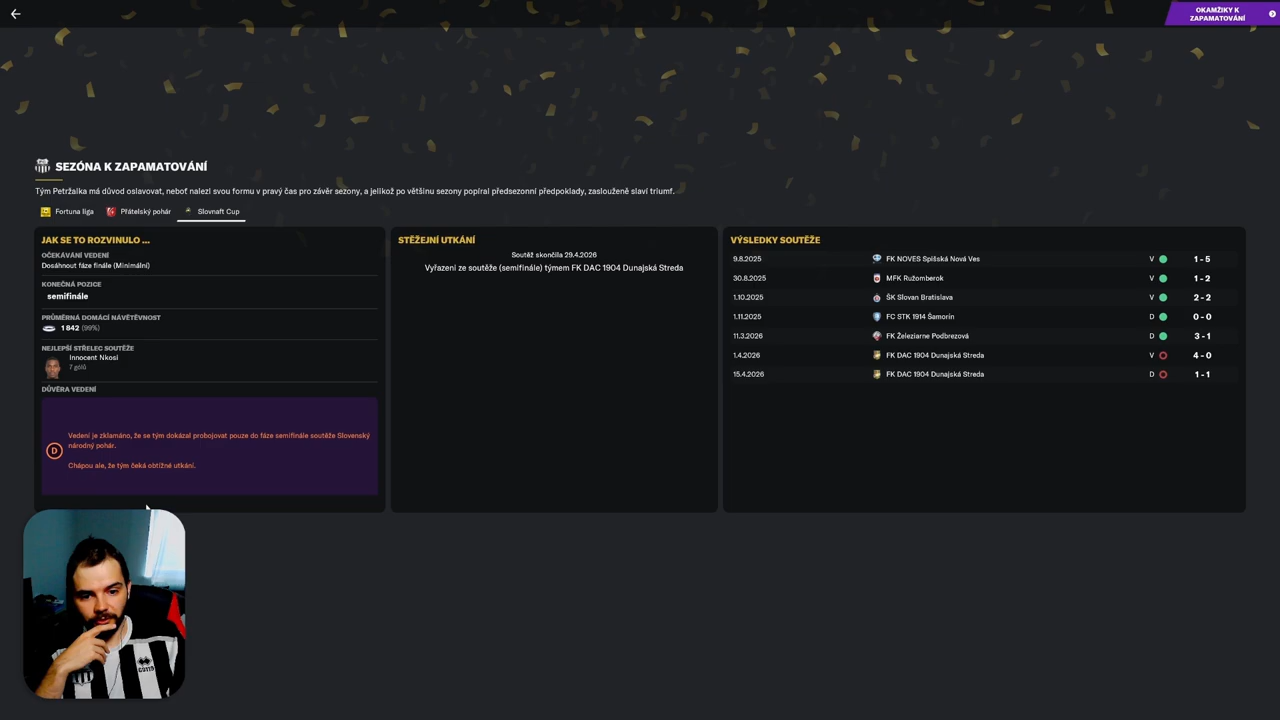 OKAMŽIKY K
ZAPAMATOVÁNÍ
SEZÓNA K ZAPAMATOVÁNÍ
Tým Petržalka má důvod oslavovat, neboť nalezl svou formu v pravý čas pro závěr sezony, a jelikož po většinu sezony popíral předsezonní předpoklady, zaslouženě slaví triumf.
Fortuna liga Přátelský pohár Slovnaft Cup
JAK SE TO ROZVINULO ...
OČEKÁVÁNÍ VEDENÍ
Dosáhnout fáze finále (Minimální)
KONEČNÁ POZICE
semifinále
PRŮMĚRNÁ DOMÁCÍ NÁVŠTĚVNOST
1 842 (99%)
NEJLEPŠÍ STŘELEC SOUTĚŽE
Innocent Nkosi
7 gólů
DŮVĚRA VEDENÍ
D
Vedení je zklamáno, že se tým dokázal probojovat pouze do fáze semifinále soutěže Slovenský
národný pohár.
Chápou ale, že tým čeká obtížné utkání.
STĚŽEJNÍ UTKÁNÍ
Soutěž skončila 29.4.2026
Vyřazeni ze soutěže (semifinále) týmem FK DAC 1904 Dunajská Streda
VÝSLEDKY SOUTĚŽE
9.8.2025 FK NOVES Spišská Nová Ves V 1 - 5
30.8.2025 MFK Ružomberok V 1 - 2
1.10.2025 ŠK Slovan Bratislava V 2 - 2
1.11.2025 FC STK 1914 Šamorín D 0 - 0
11.3.2026 FK Železiarne Podbrezová D 3 - 1
1.4.2026 FK DAC 1904 Dunajská Streda V 4 - 0
15.4.2026 FK DAC 1904 Dunajská Streda D 1 - 1